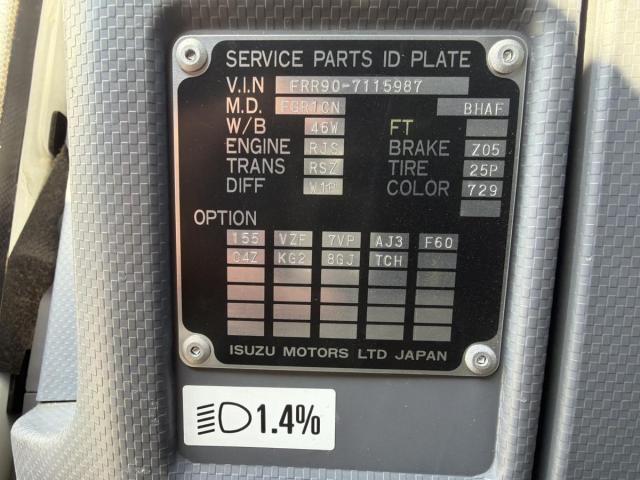 SERVICE PARTS ID PLATE
V.I.N FRR90-7115987
M.D. BHAF
W/B 46W FT
ENGINE RJS BRAKE Z05
TRANS RSZ TIRE 25P
DIFF W1P COLOR 729
OPTION
155 VZF 7VP AJ3 F60
C4Z KG2 8GJ TCH
ISUZU MOTORS LTD JAPAN
1.4%